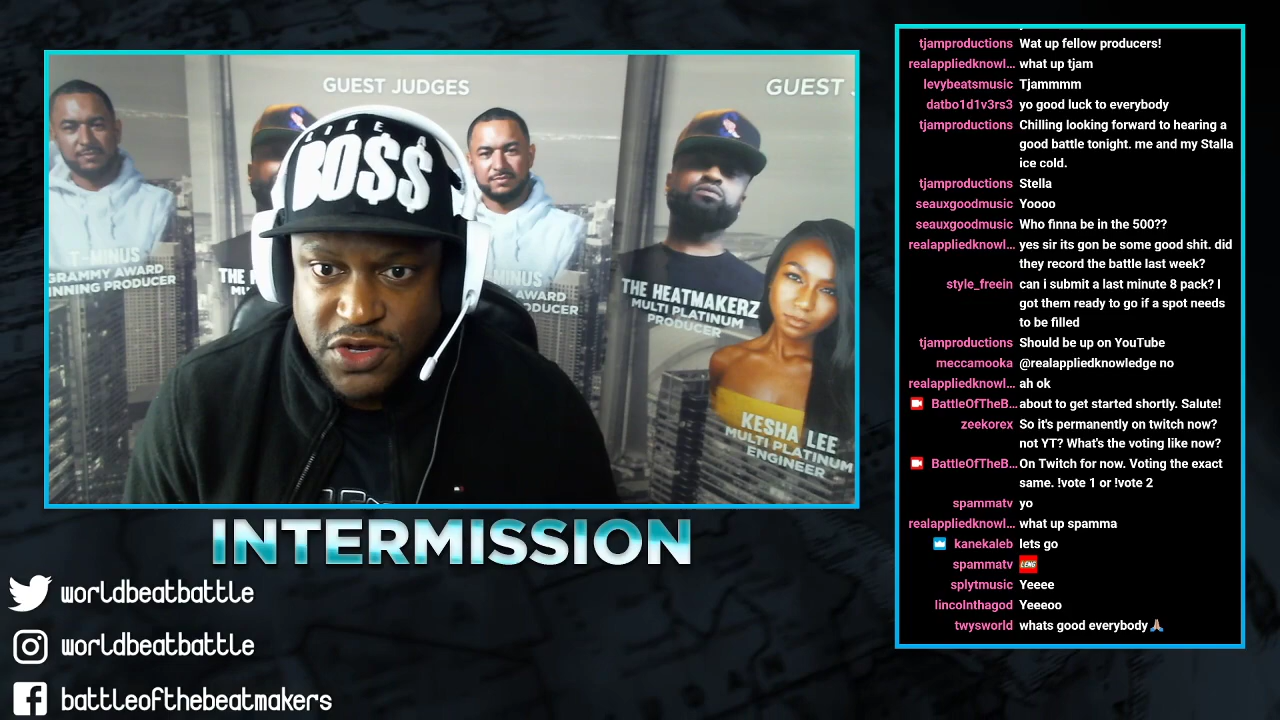 GUEST JUDGES
GUEST J
LIKE A
BO$$
T-MINUS
GRAMMY AWARD
INNING PRODUCER
THE H
MU
MINUS
AWARD
ODUCER
THE HEATMAKERZ
MULTI PLATINUM
PRODUCER
KESHA LEE
MULTI PLATINUM
ENGINEER
INTERMISSION
worldbeatbattle
worldbeatbattle
battleofthebeatmakers
tjamproductions Wat up fellow producers!
realappliedknowl... what up tjam
levybeatsmusic Tjammmm
datbo1d1v3rs3 yo good luck to everybody
tjamproductions Chilling looking forward to hearing a
good battle tonight. me and my Stalla
ice cold.
tjamproductions Stella
seauxgoodmusic Yoooo
seauxgoodmusic Who finna be in the 500??
realappliedknowl... yes sir its gon be some good shit. did
they record the battle last week?
style_freein can i submit a last minute 8 pack? I
got them ready to go if a spot needs
to be filled
tjamproductions Should be up on YouTube
meccamooka @realappliedknowledge no
realappliedknowl... ah ok
BattleOfTheB... about to get started shortly. Salute!
zeekorex So it's permanently on twitch now?
not YT? What's the voting like now?
BattleOfTheB... On Twitch for now. Voting the exact
same. !vote 1 or !vote 2
spammatv yo
realappliedknowl... what up spamma
kanekaleb lets go
spammatv LENG
splytmusic Yeeee
lincolnthagod Yeeeoo
twysworld whats good everybody🙏🏽